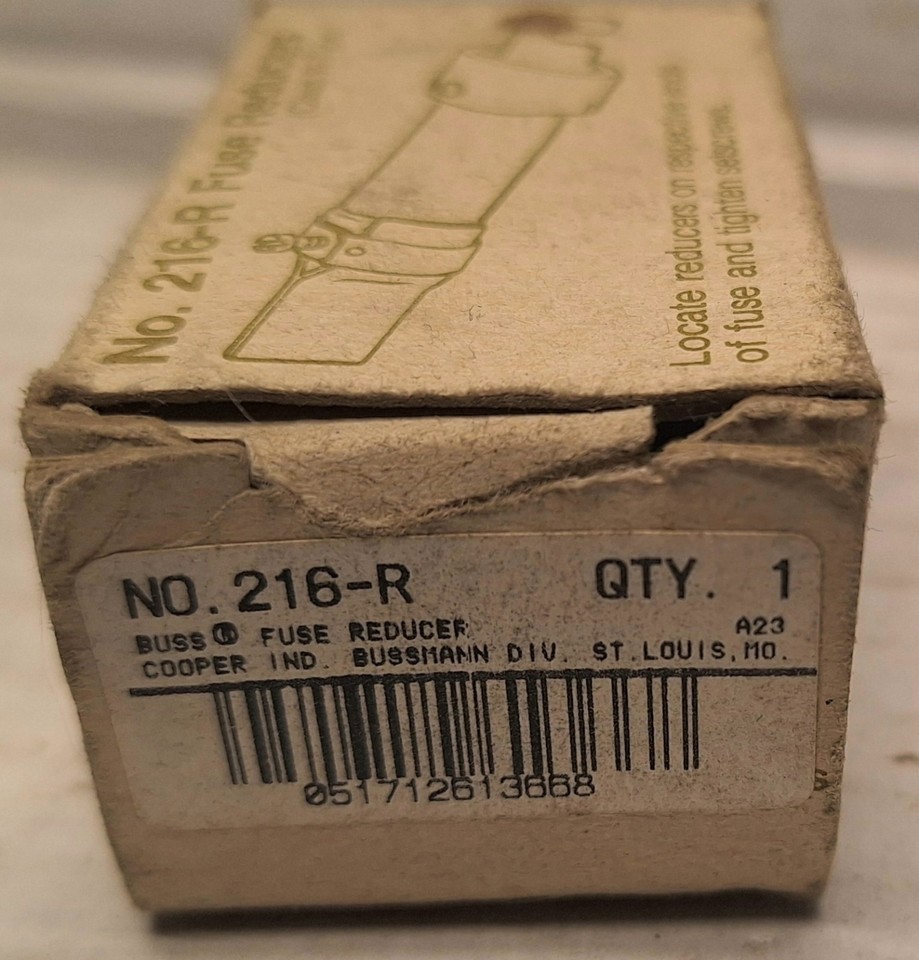 No. 216-R Fuse Reducers
Locate reducers on respective ends
of fuse and tighten setscrews.
NO. 216-R QTY. 1
BUSS® FUSE REDUCER A23
COOPER IND. BUSSMANN DIV. ST.LOUIS,MO.
051712613668